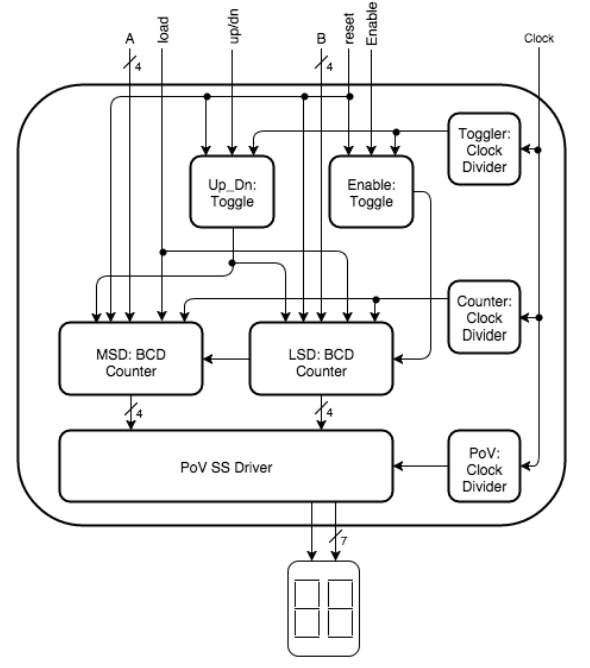 A
load
up/dn
B
reset
Enable
Clock
4
4
Toggler:
Clock
Divider
Up_Dn:
Toggle
Enable:
Toggle
Counter:
Clock
Divider
MSD: BCD
Counter
LSD: BCD
Counter
4
4
PoV SS Driver
PoV:
Clock
Divider
7